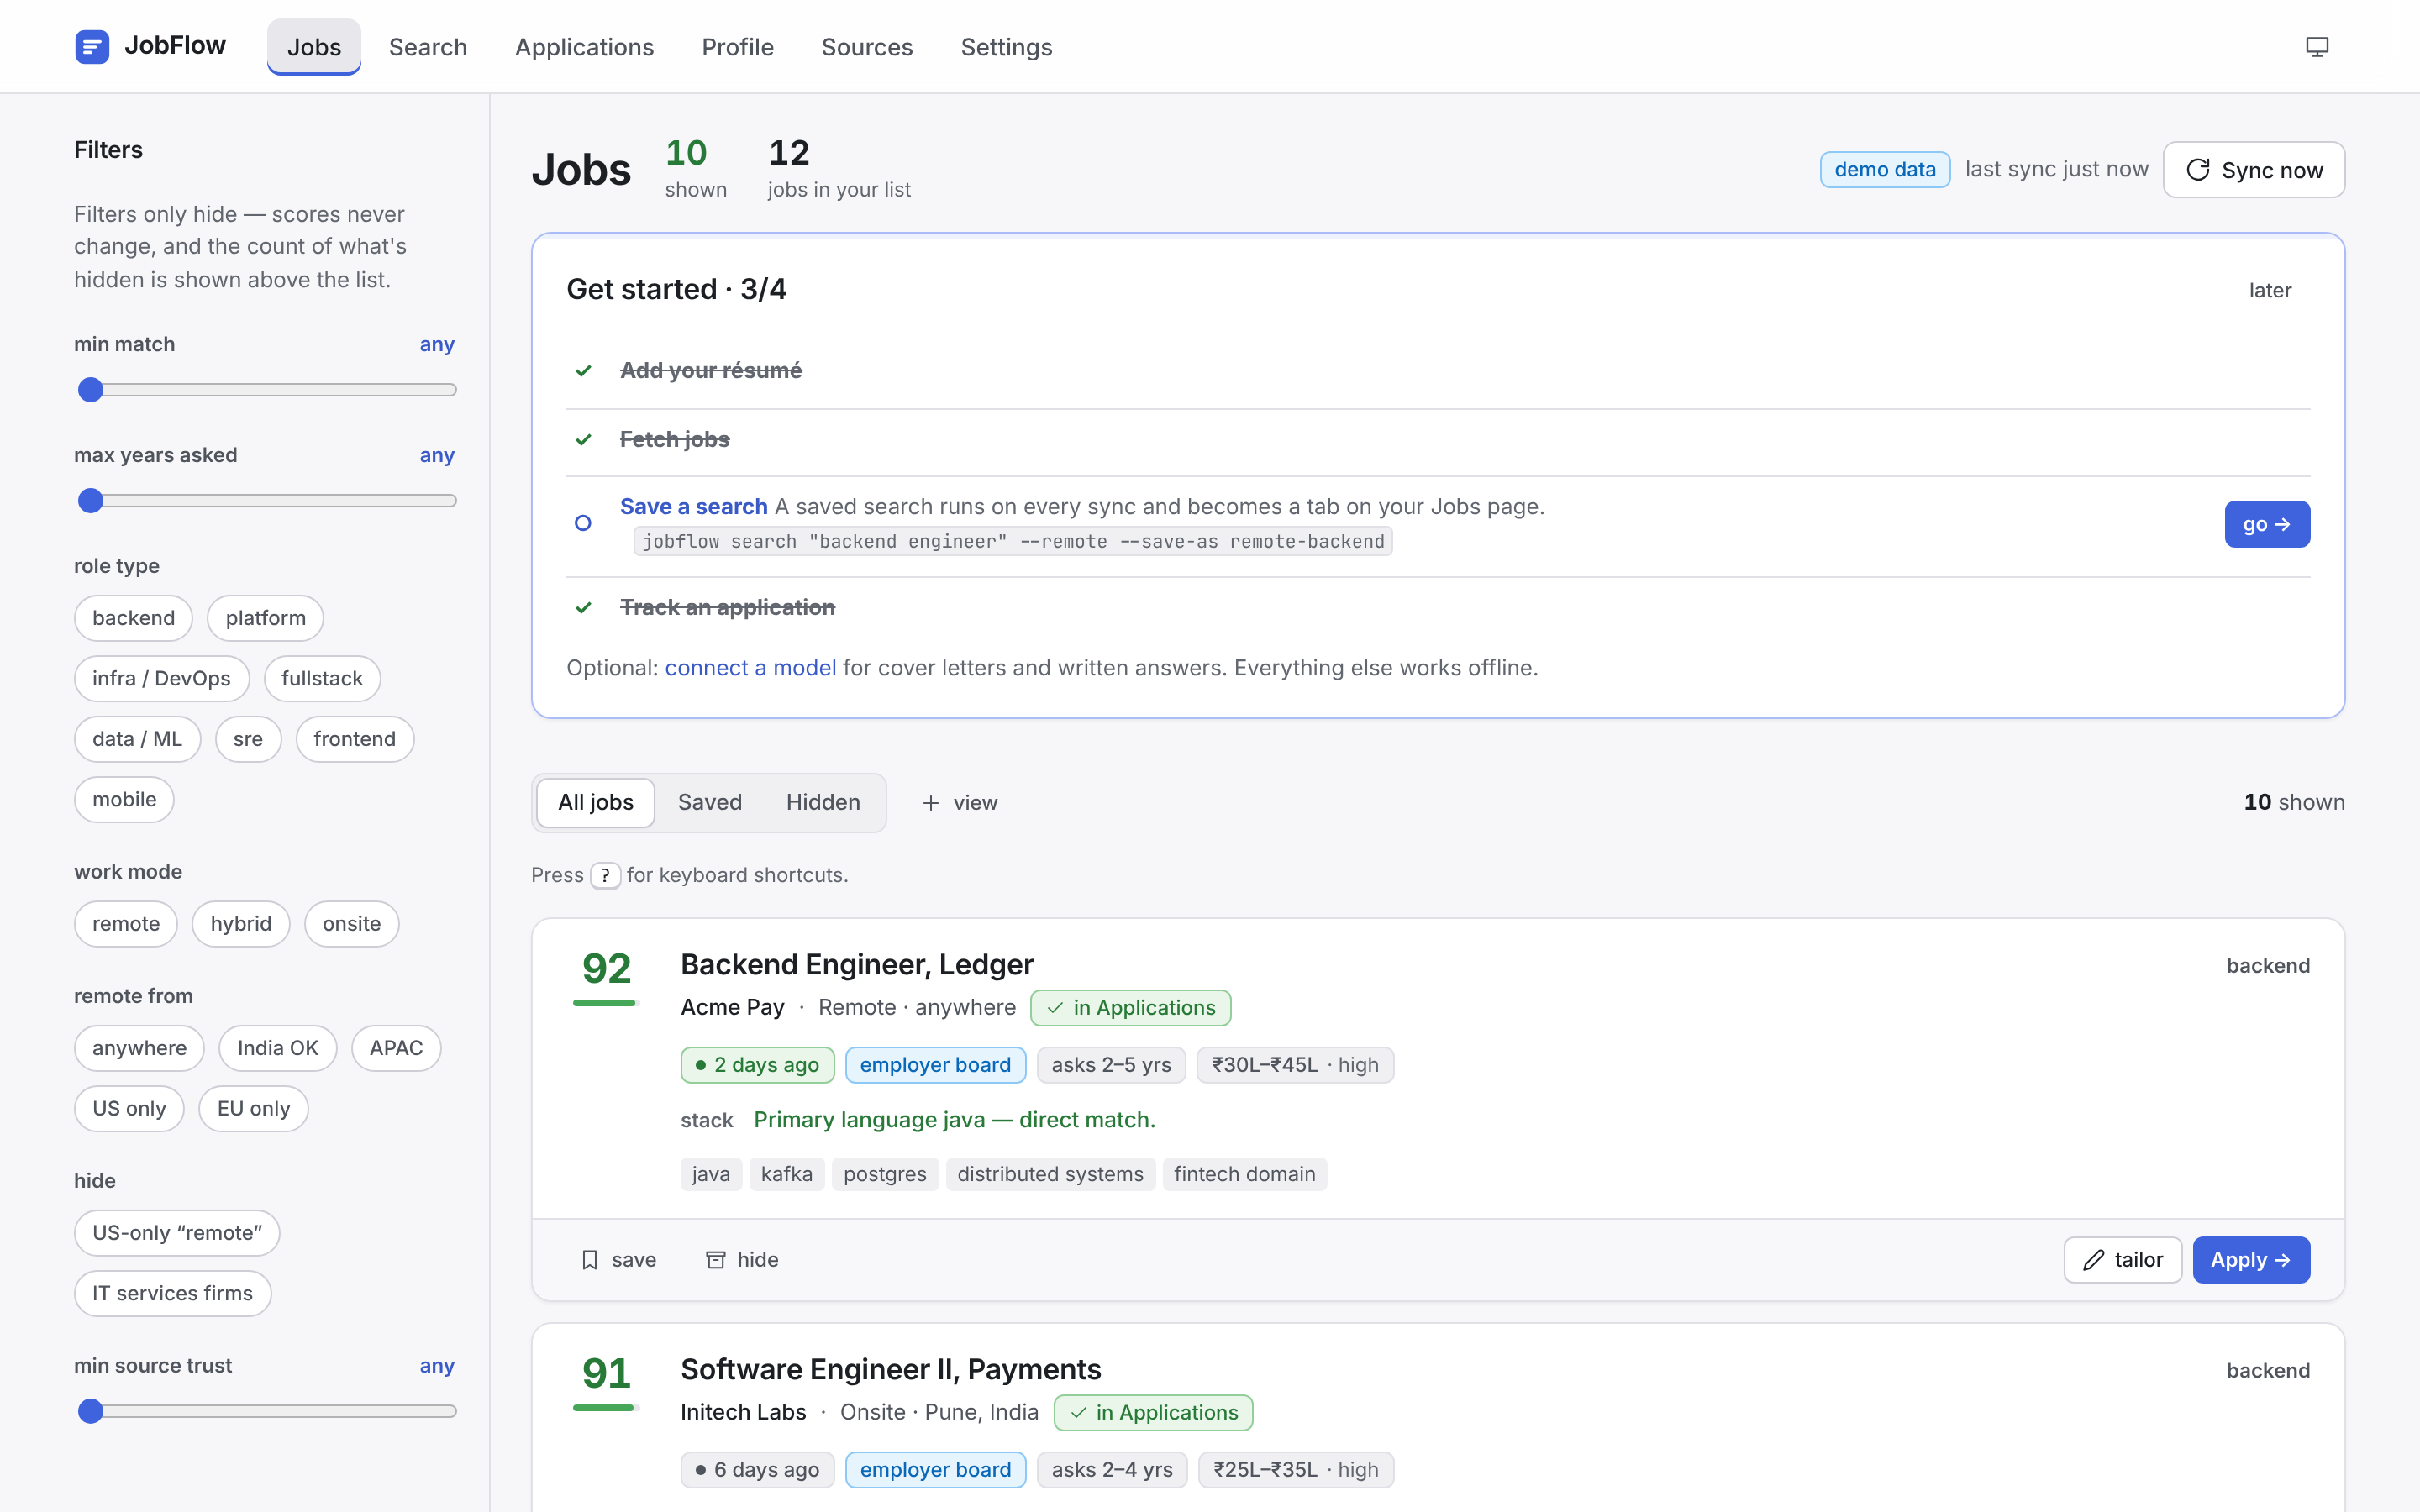 JobFlow
Jobs
Search
Applications
Profile
Sources
Settings
Filters
Filters only hide — scores never
change, and the count of what's
hidden is shown above the list.
min match any
max years asked any
role type
backend platform
infra / DevOps fullstack
data / ML sre frontend
mobile
work mode
remote hybrid onsite
remote from
anywhere India OK APAC
US only EU only
hide
US-only “remote”
IT services firms
min source trust any
Jobs
10 shown
12 jobs in your list
demo data last sync just now Sync now
Get started · 3/4 later
Add your résumé
Fetch jobs
Save a search A saved search runs on every sync and becomes a tab on your Jobs page.
jobflow search "backend engineer" --remote --save-as remote-backend
go →
Track an application
Optional: connect a model for cover letters and written answers. Everything else works offline.
All jobs Saved Hidden + view 10 shown
Press ? for keyboard shortcuts.
92 Backend Engineer, Ledger backend
Acme Pay · Remote · anywhere ✓ in Applications
2 days ago employer board asks 2–5 yrs ₹30L–₹45L · high
stack Primary language java — direct match.
java kafka postgres distributed systems fintech domain
save hide tailor Apply →
91 Software Engineer II, Payments backend
Initech Labs · Onsite · Pune, India ✓ in Applications
6 days ago employer board asks 2–4 yrs ₹25L–₹35L · high